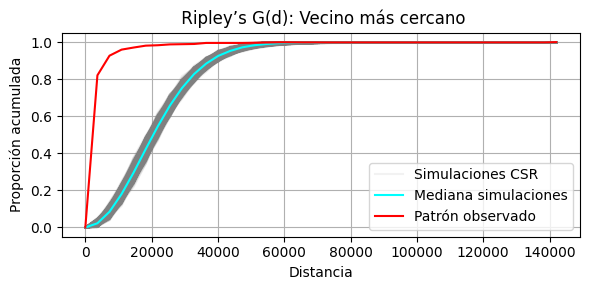 Ripley’s G(d): Vecino más cercano
Proporción acumulada
1.0
0.8
0.6
0.4
0.2
0.0
Simulaciones CSR
Mediana simulaciones
Patrón observado
0 20000 40000 60000 80000 100000 120000 140000
Distancia